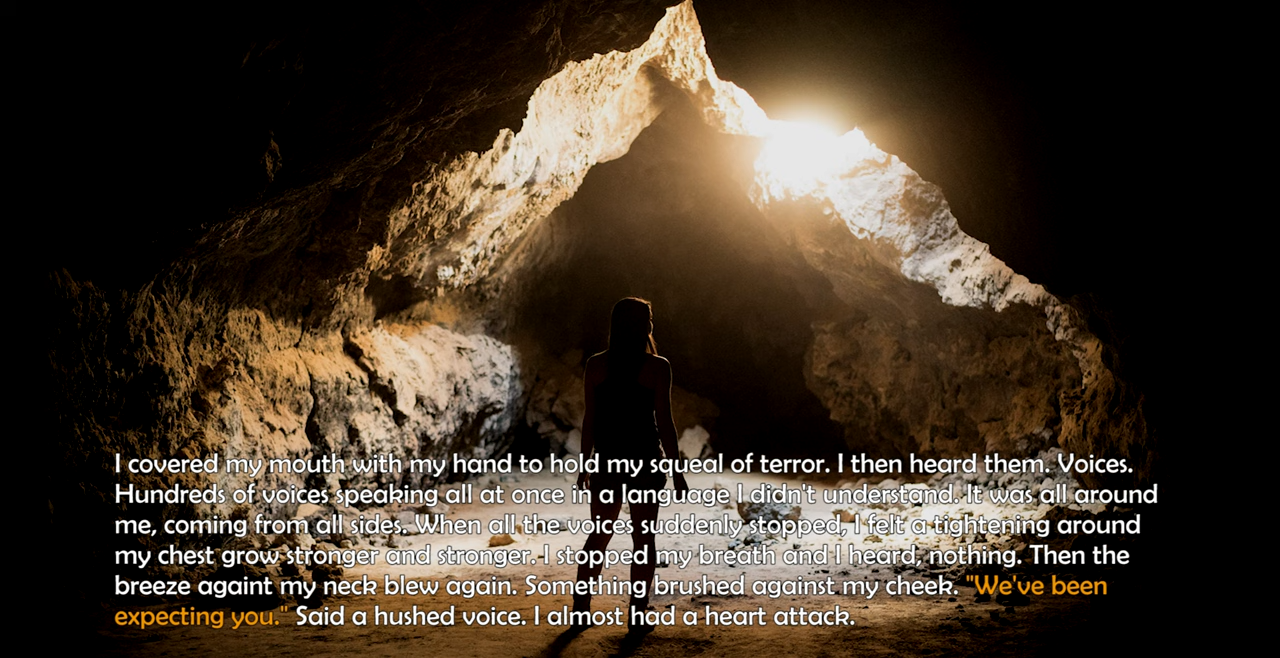 I covered my mouth with my hand to hold my squeal of terror. I then heard them. Voices.
Hundreds of voices speaking all at once in a language I didn't understand. It was all around
me, coming from all sides. When all the voices suddenly stopped, I felt a tightening around
my chest grow stronger and stronger. I stopped my breath and I heard, nothing. Then the
breeze againt my neck blew again. Something brushed against my cheek. "We've been
expecting you." Said a hushed voice. I almost had a heart attack.